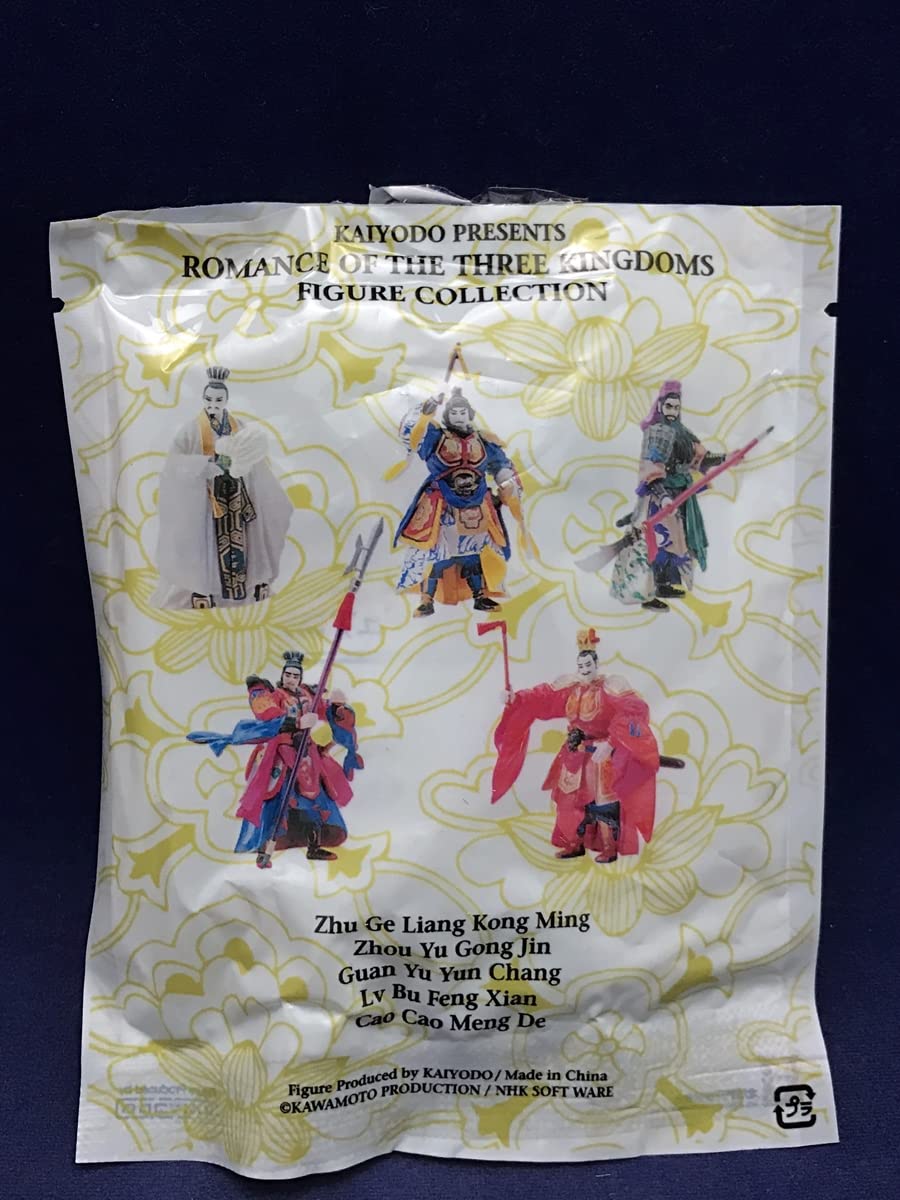 KAIYODO PRESENTS
ROMANCE OF THE THREE KINGDOMS
FIGURE COLLECTION
Zhu Ge Liang Kong Ming
Zhou Yu Gong Jin
Guan Yu Yun Chang
Lv Bu Feng Xian
Cao Cao Meng De
Figure Produced by KAIYODO / Made in China
©KAWAMOTO PRODUCTION / NHK SOFT WARE
プラ